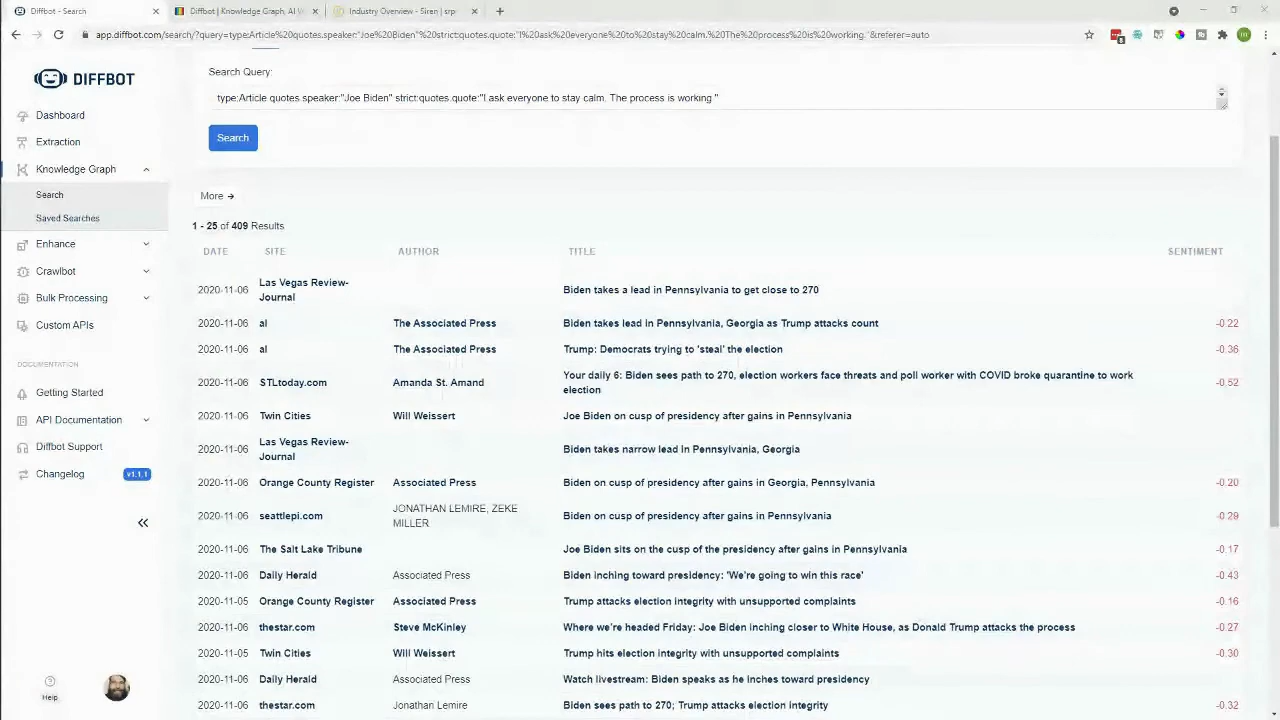 Diffbot - Search
Diffbot | Knowledge Graph, AI W
Industry Overview - Siren | srp
app.diffbot.com/search/?query=type:Article%20quotes.speaker:"Joe%20Biden"%20strict:quotes.quote:"I%20ask%20everyone%20to%20stay%20calm.%20The%20process%20is%20working."&referer=auto
DIFFBOT
Dashboard
Extraction
Knowledge Graph
Search
Saved Searches
Enhance
Crawlbot
Bulk Processing
Custom APIs
DOCUMENTATION
Getting Started
API Documentation
Diffbot Support
Changelog v1.1.1
Help
Search Query:
type:Article quotes.speaker:"Joe Biden" strict:quotes.quote:"I ask everyone to stay calm. The process is working."
Search
More →
1 - 25 of 409 Results
DATE SITE AUTHOR TITLE SENTIMENT
2020-11-06 Las Vegas Review-Journal Biden takes a lead in Pennsylvania to get close to 270
2020-11-06 al The Associated Press Biden takes lead in Pennsylvania, Georgia as Trump attacks count -0.22
2020-11-06 al The Associated Press Trump: Democrats trying to 'steal' the election -0.36
2020-11-06 STLtoday.com Amanda St. Amand Your daily 6: Biden sees path to 270, election workers face threats and poll worker with COVID broke quarantine to work election -0.52
2020-11-06 Twin Cities Will Weissert Joe Biden on cusp of presidency after gains in Pennsylvania
2020-11-06 Las Vegas Review-Journal Biden takes narrow lead in Pennsylvania, Georgia
2020-11-06 Orange County Register Associated Press Biden on cusp of presidency after gains in Georgia, Pennsylvania -0.20
2020-11-06 seattlepi.com JONATHAN LEMIRE, ZEKE MILLER Biden on cusp of presidency after gains in Pennsylvania -0.29
2020-11-06 The Salt Lake Tribune Joe Biden sits on the cusp of the presidency after gains in Pennsylvania -0.17
2020-11-06 Daily Herald Associated Press Biden inching toward presidency: 'We're going to win this race' -0.43
2020-11-05 Orange County Register Associated Press Trump attacks election integrity with unsupported complaints -0.16
2020-11-06 thestar.com Steve McKinley Where we're headed Friday: Joe Biden inching closer to White House, as Donald Trump attacks the process -0.27
2020-11-05 Twin Cities Will Weissert Trump hits election integrity with unsupported complaints -0.30
2020-11-06 Daily Herald Associated Press Watch livestream: Biden speaks as he inches toward presidency
2020-11-06 thestar.com Jonathan Lemire Biden sees path to 270; Trump attacks election integrity -0.32